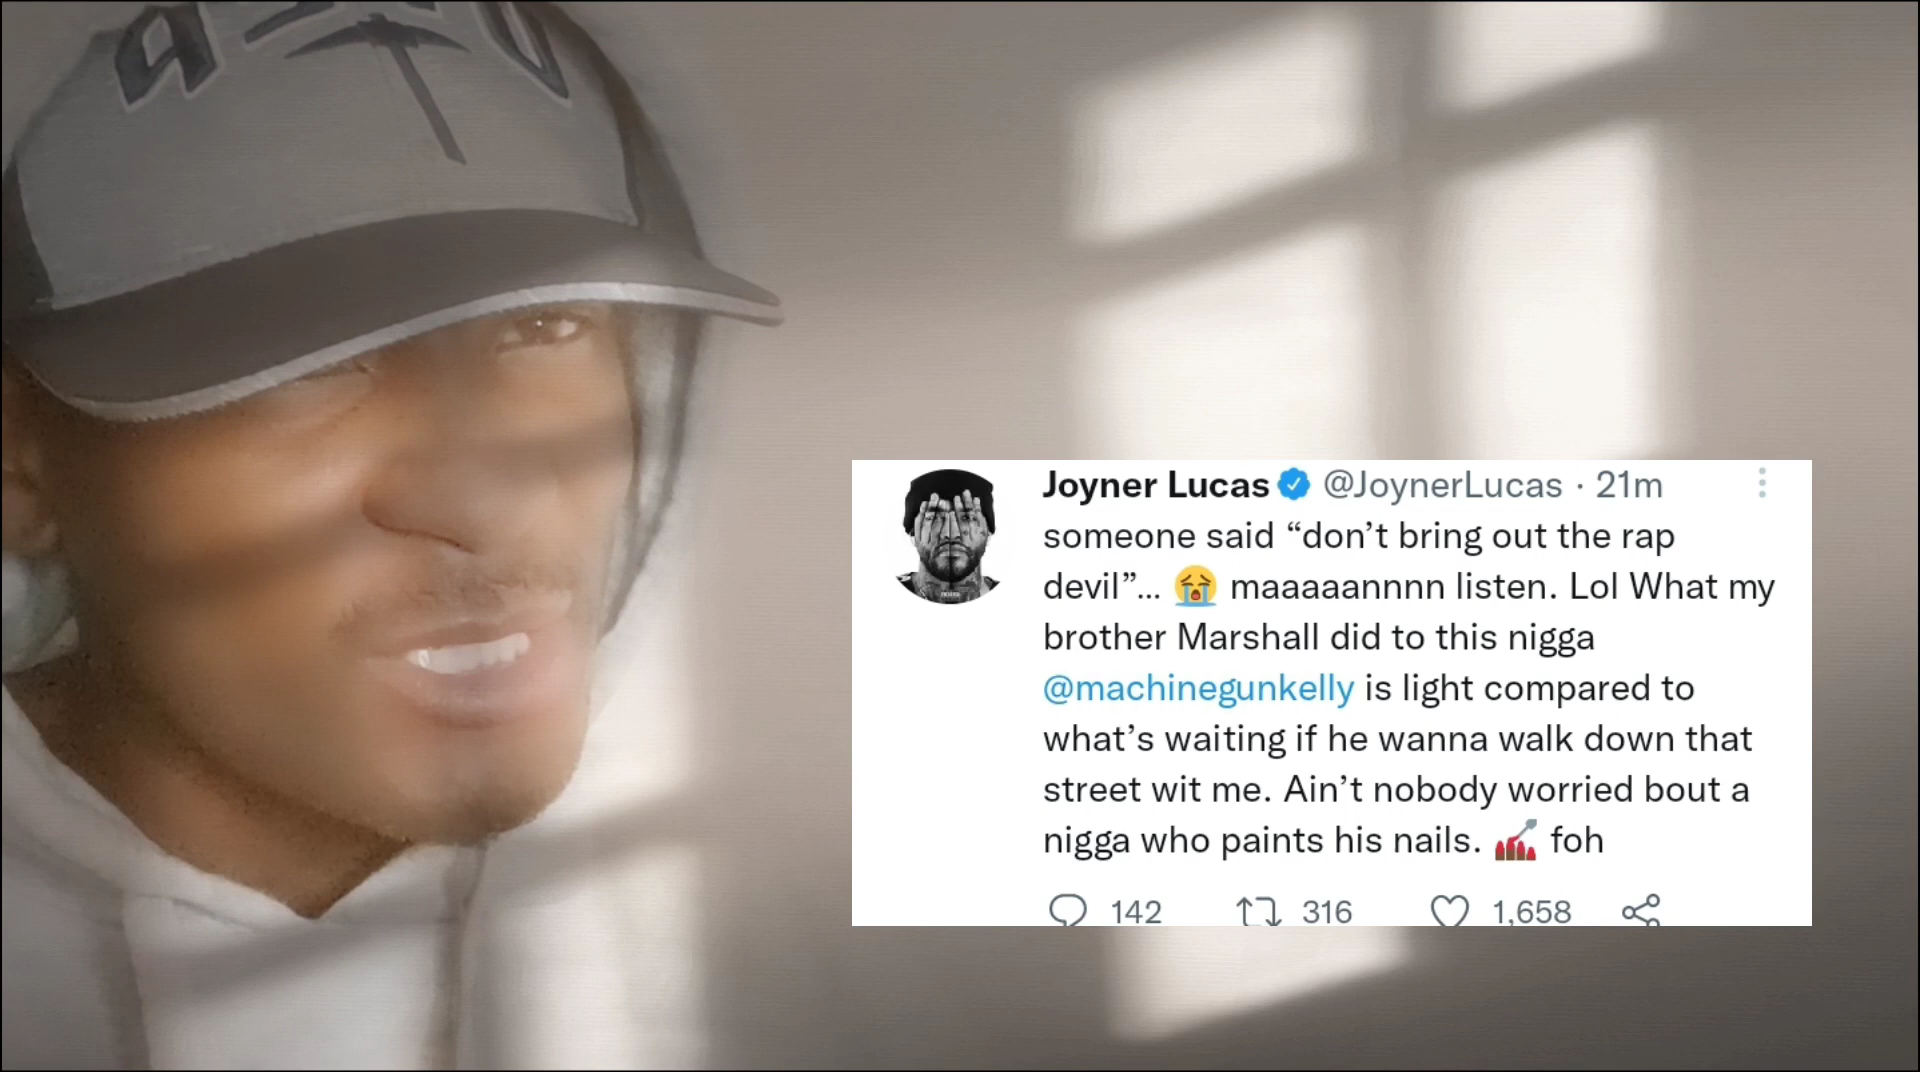 Joyner Lucas @JoynerLucas · 21m
someone said “don’t bring out the rap
devil”... 😭 maaaaannnn listen. Lol What my
brother Marshall did to this nigga
@machinegunkelly is light compared to
what’s waiting if he wanna walk down that
street wit me. Ain’t nobody worried bout a
nigga who paints his nails. 💅 foh
142 316 1,658